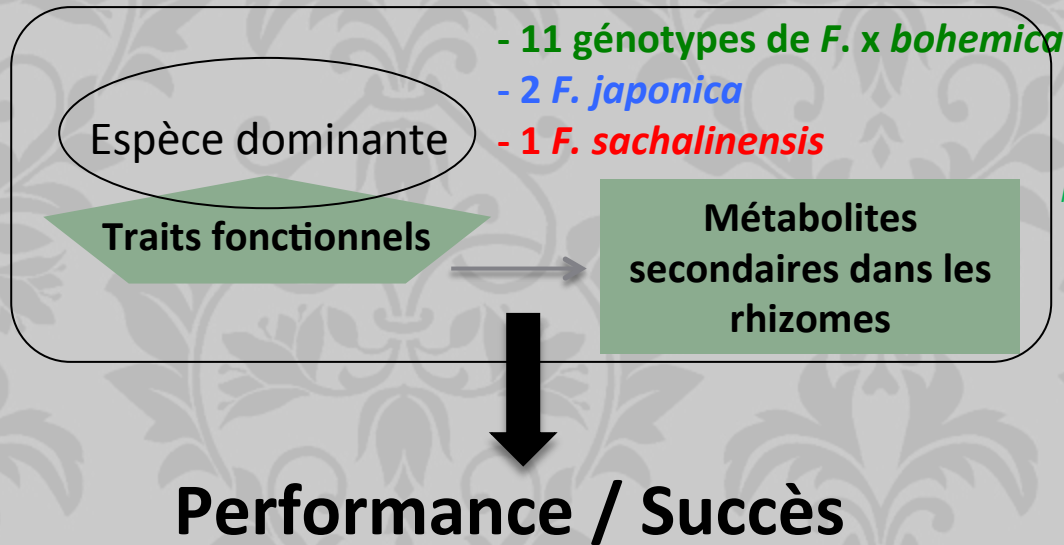 - 11 génotypes de F. x bohemica
- 2 F. japonica
- 1 F. sachalinensis
Espèce dominante
Traits fonctionnels
Métabolites
secondaires dans les
rhizomes
Performance / Succès